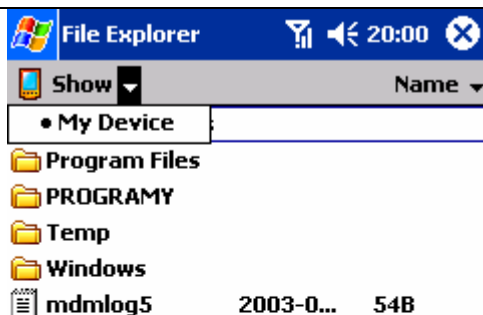 File Explorer 20:00
Show Name
• My Device
Program Files
PROGRAMY
Temp
Windows
mdmlog5 2003-0... 54B